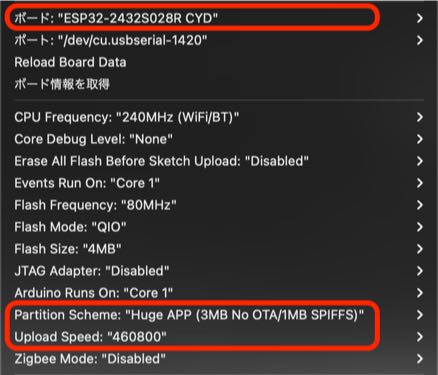 ボード: "ESP32-2432S028R CYD"
ポート: "/dev/cu.usbserial-1420"
Reload Board Data
ボード情報を取得
CPU Frequency: "240MHz (WiFi/BT)"
Core Debug Level: "None"
Erase All Flash Before Sketch Upload: "Disabled"
Events Run On: "Core 1"
Flash Frequency: "80MHz"
Flash Mode: "QIO"
Flash Size: "4MB"
JTAG Adapter: "Disabled"
Arduino Runs On: "Core 1"
Partition Scheme: "Huge APP (3MB No OTA/1MB SPIFFS)"
Upload Speed: "460800"
Zigbee Mode: "Disabled"